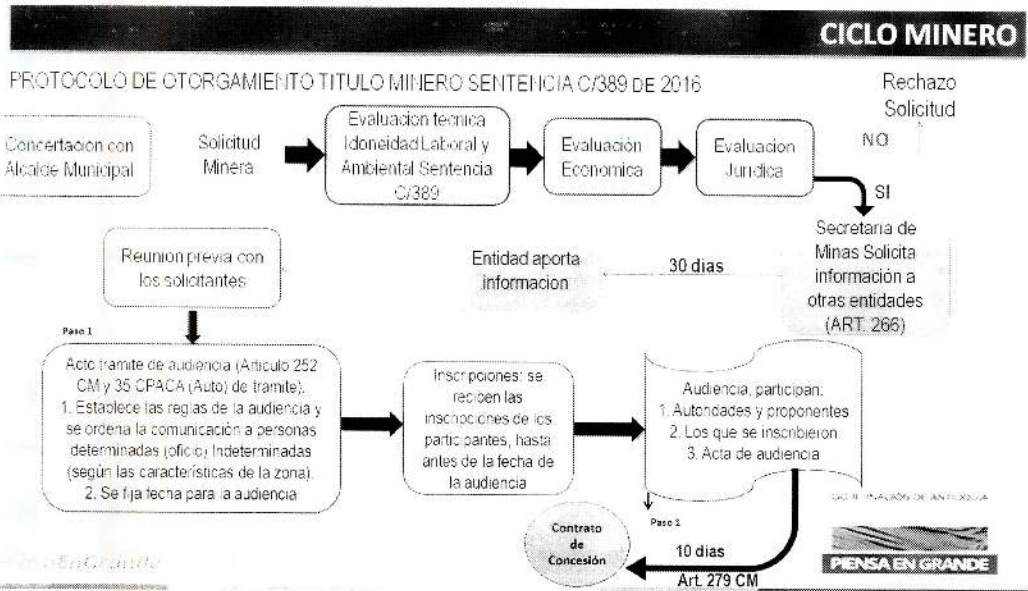 CICLO MINERO
PROTOCOLO DE OTORGAMIENTO TITULO MINERO SENTENCIA C/389 DE 2016
Rechazo
Solicitud
Concertacion con
Alcalde Municipal
Solicitud
Minera
Evaluacion tecnica
Idoneidad Laboral y
Ambiental Sentencia
C/389
Evaluación
Economica
Evaluación
Juridica
NO
SI
Reunion previa con
los solicitantes
Entidad aporta
informacion
30 dias
Secretaria de
Minas Solicita
información a
otras entidades
(ART. 266)
Paso 1
Acto tramite de audiencia (Articulo 252
CM y 35 CPACA (Auto) de tramite).
1. Establece las reglas de la audiencia y
se ordena la comunicación a personas
determinadas (oficio) Indeterminadas
(según las características de la zona).
2. Se fija fecha para la audiencia
Inscripciones: se
reciben las
inscripciones de los
participantes, hasta
antes de la fecha de
la audiencia
Audiencia, participan:
1. Autoridades y proponentes
2. Los que se inscribieron
3. Acta de audiencia
Paso 2
Contrato
de
Concesión
10 dias
Art. 279 CM
GOBERNACIÓN DE ANTIOQUIA
PIENSA EN GRANDE